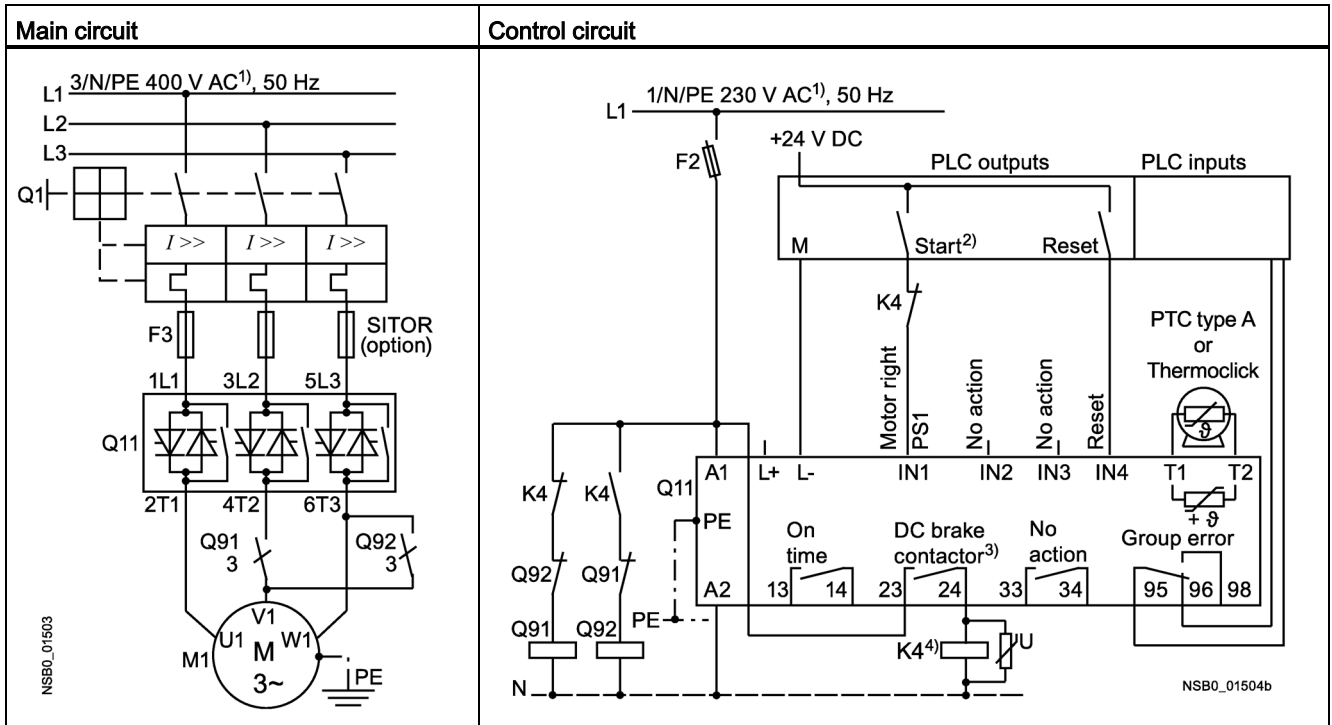 Main circuit
Control circuit
3/N/PE 400 V AC1), 50 Hz
L1
L2
L3
Q1
I >> I >> I >>
F3
SITOR
(option)
1L1 3L2 5L3
Q11
2T1 4T2 6T3
Q91
3
Q92
3
V1
U1 W1
M
3~
M1
PE
NSB0_01503
1/N/PE 230 V AC1), 50 Hz
L1
F2
+24 V DC
PLC outputs
PLC inputs
M
Start2)
Reset
K4
Motor right
PS1
No action
No action
Reset
PTC type A
or
Thermoclick
ϑ
A1 L+ L- IN1 IN2 IN3 IN4 T1 T2
Q11
+ ϑ
K4
K4
PE
On
time
DC brake
contactor3)
No
action
Group error
Q92
Q91
A2 13 14 23 24 33 34 95 96 98
PE
Q91
Q92
K44)
U
N
NSB0_01504b